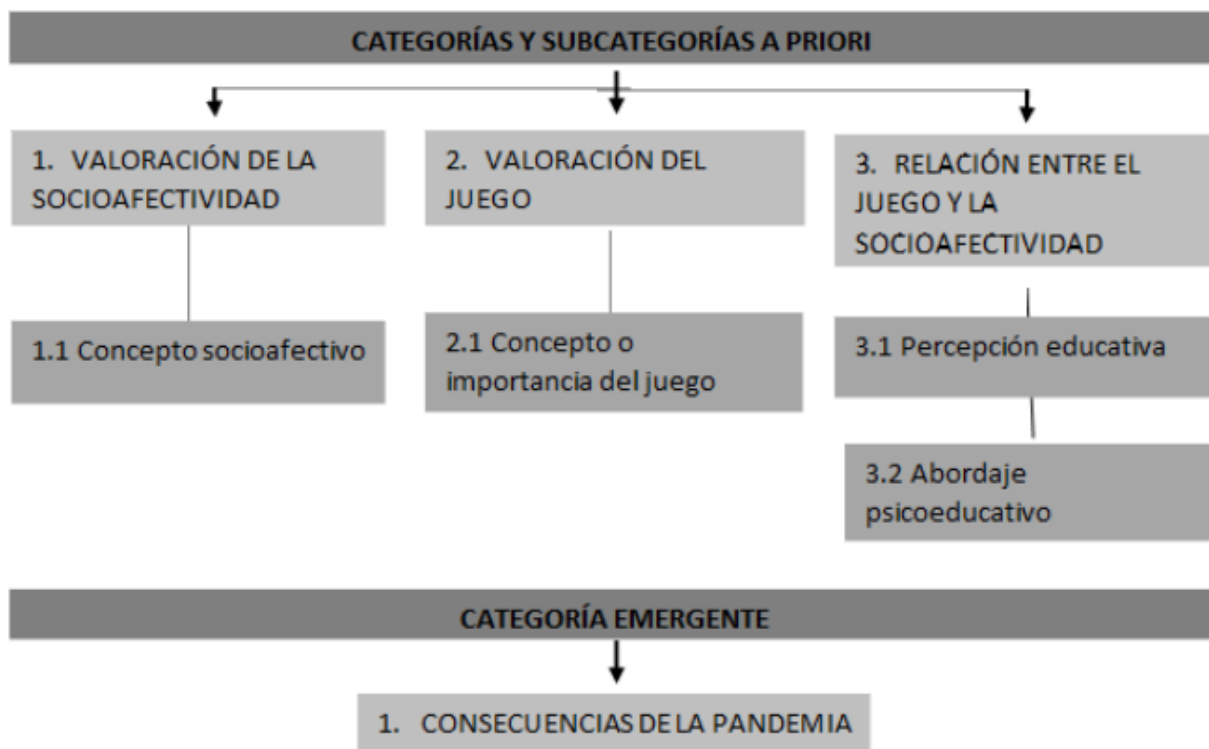 CATEGORÍAS Y SUBCATEGORÍAS A PRIORI
1. VALORACIÓN DE LA
SOCIOAFECTIVIDAD
2. VALORACIÓN DEL
JUEGO
3. RELACIÓN ENTRE EL
JUEGO Y LA
SOCIOAFECTIVIDAD
1.1 Concepto socioafectivo
2.1 Concepto o
importancia del juego
3.1 Percepción educativa
3.2 Abordaje
psicoeducativo
CATEGORÍA EMERGENTE
1. CONSECUENCIAS DE LA PANDEMIA